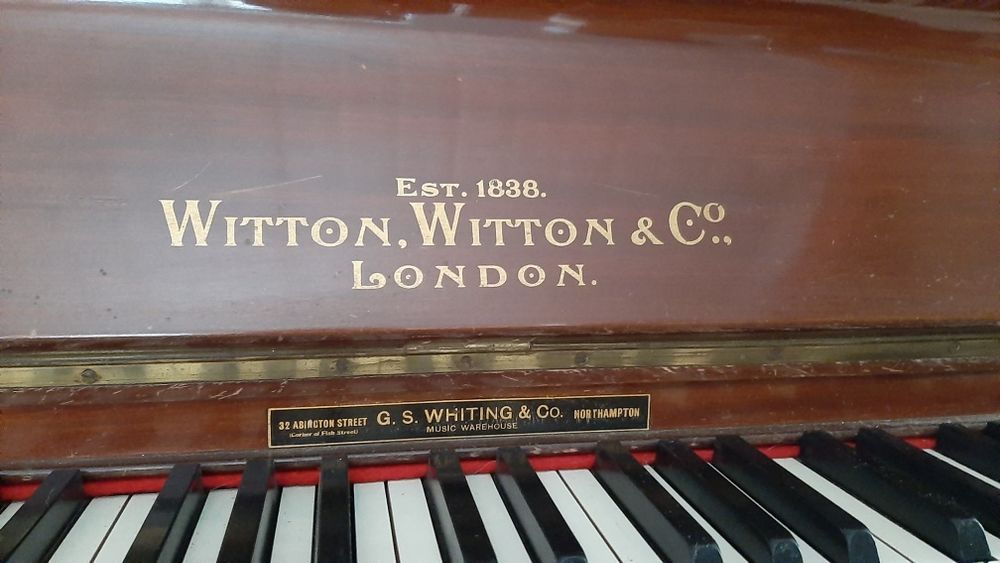 EST. 1838.
WITTON, WITTON & Co.,
LONDON.
32 ABINGTON STREET G. S. WHITING & Co. NORTHAMPTON
(Corner of Fish Street) MUSIC WAREHOUSE